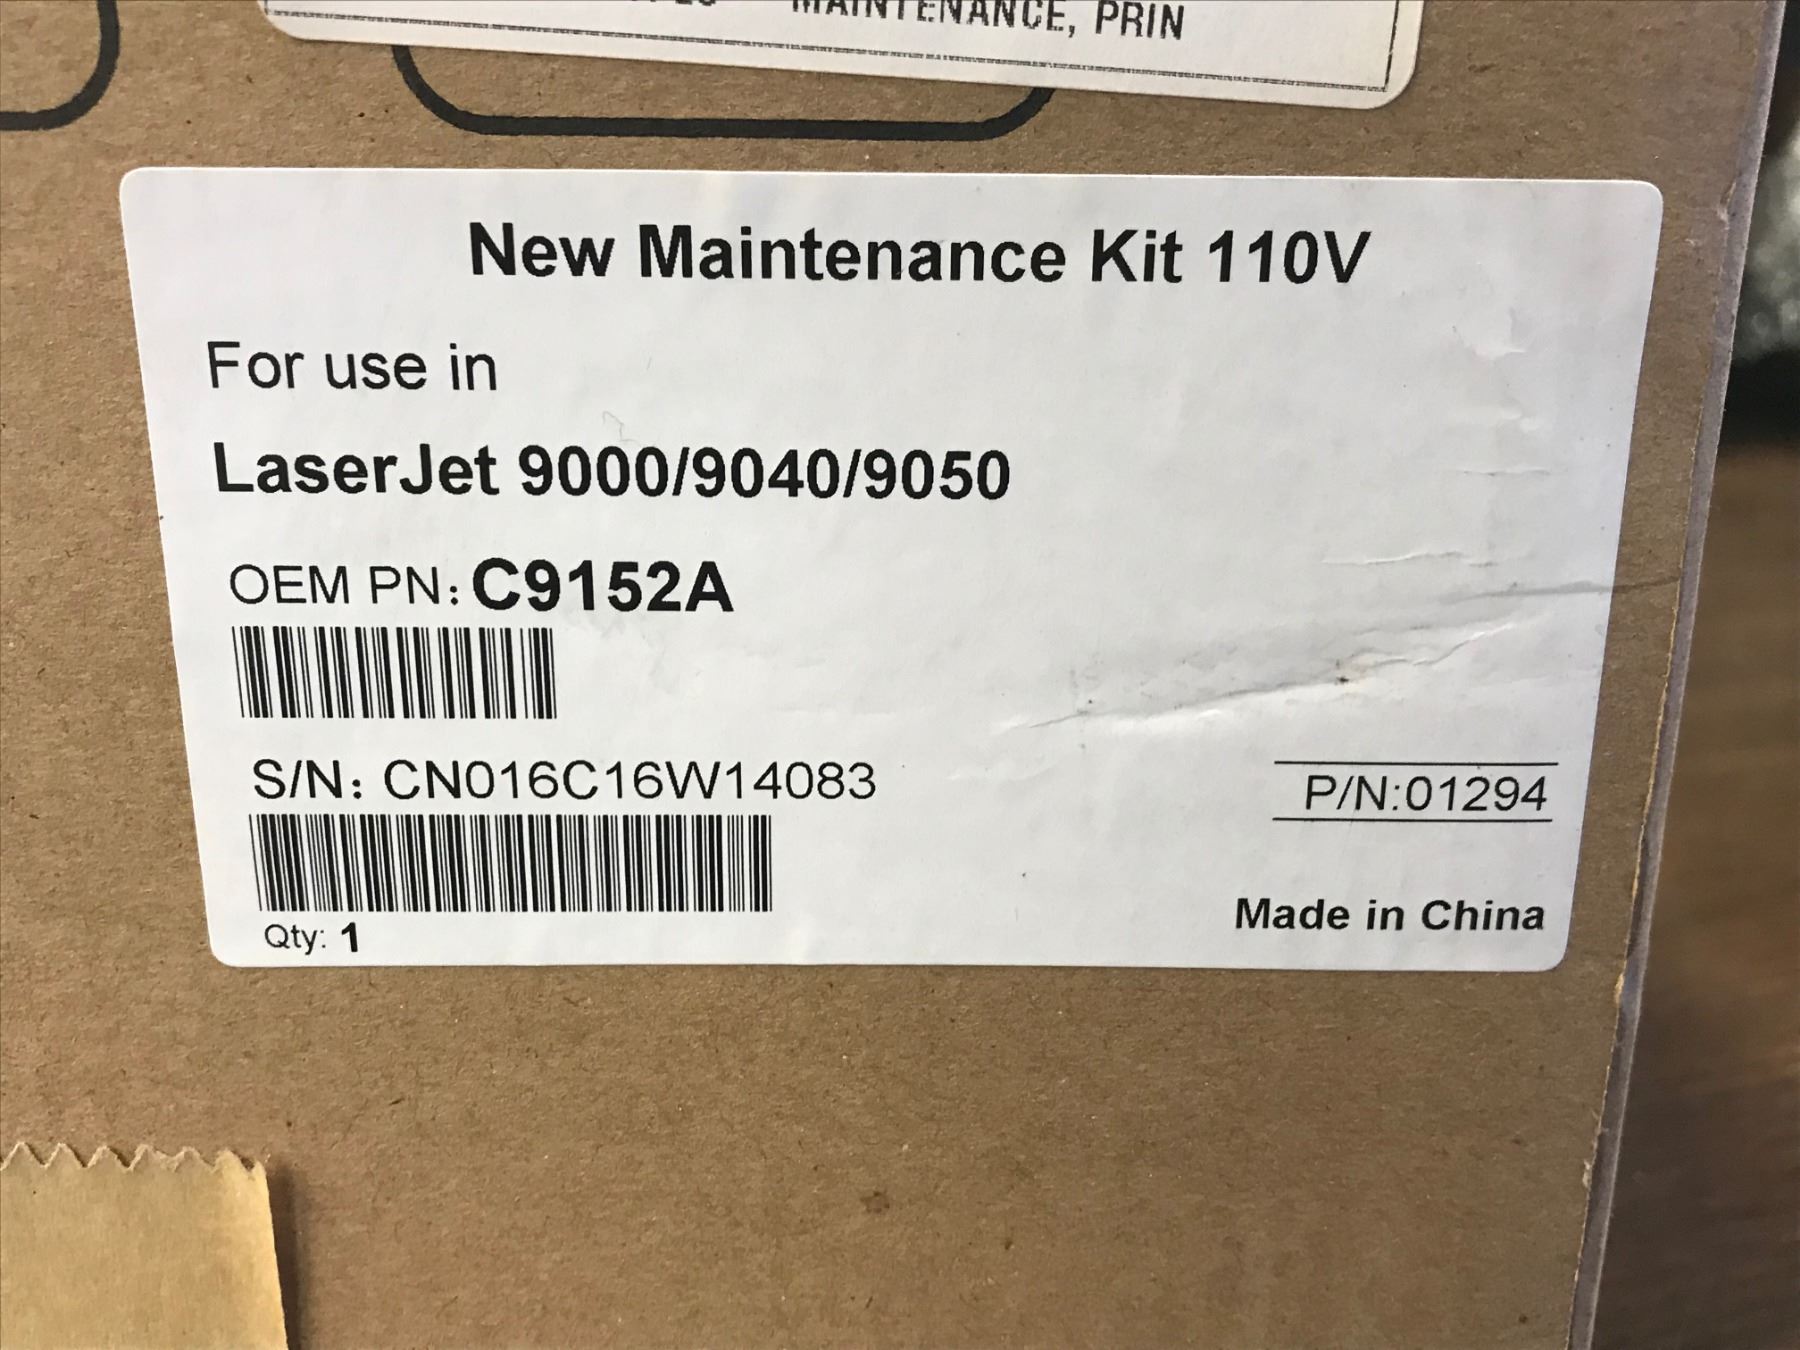 MAINTENANCE, PRIN
New Maintenance Kit 110V
For use in
LaserJet 9000/9040/9050
OEM PN: C9152A
S/N: CN016C16W14083
P/N:01294
Qty: 1
Made in China